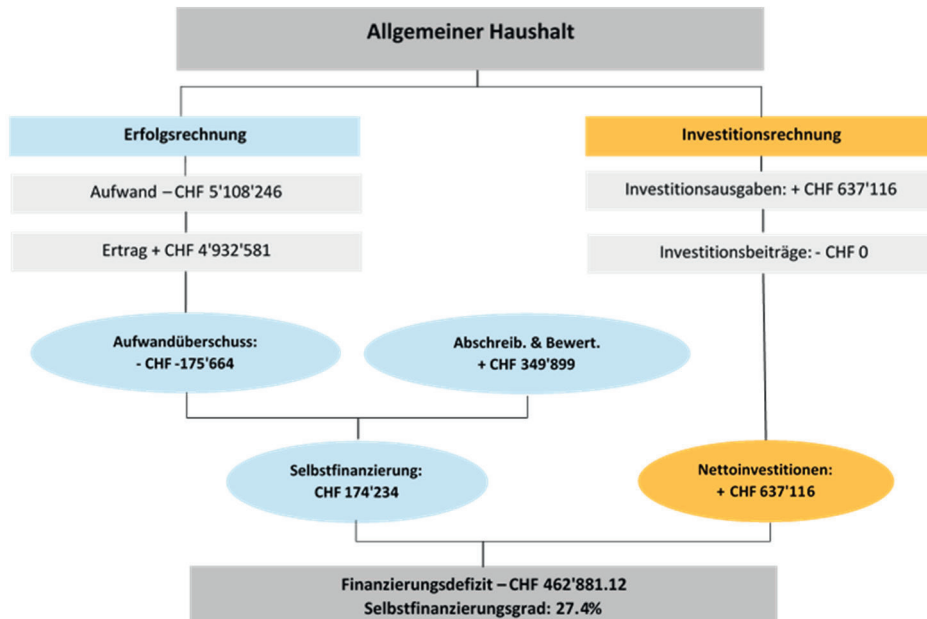 Allgemeiner Haushalt
Erfolgsrechnung
Aufwand – CHF 5'108'246
Ertrag + CHF 4'932'581
Aufwandüberschuss:
- CHF -175'664
Abschreib. & Bewert.
+ CHF 349'899
Selbstfinanzierung:
CHF 174'234
Investitionsrechnung
Investitionsausgaben: + CHF 637'116
Investitionsbeiträge: - CHF 0
Nettoinvestitionen:
+ CHF 637'116
Finanzierungsdefizit – CHF 462'881.12
Selbstfinanzierungsgrad: 27.4%